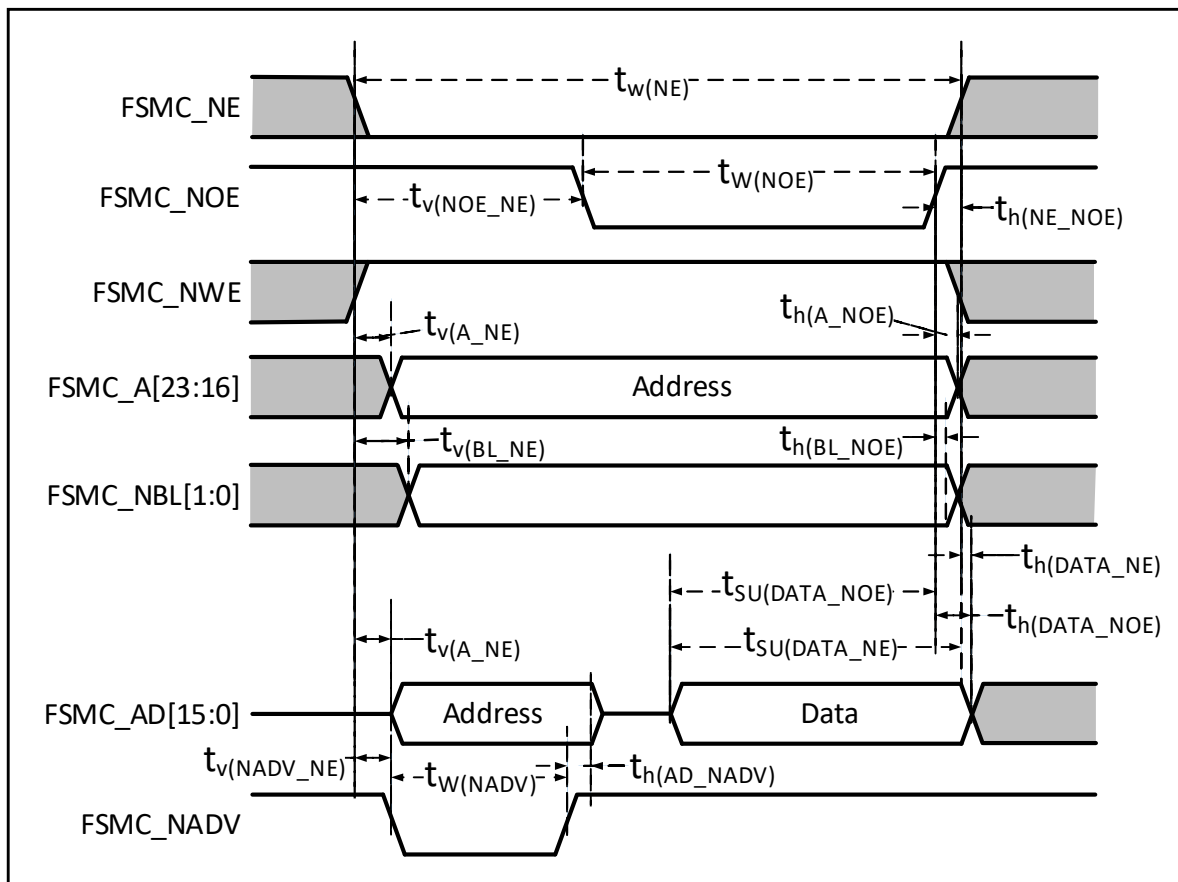 t_w(NE)
FSMC_NE
t_W(NOE)
FSMC_NOE
t_v(NOE_NE)
t_h(NE_NOE)
FSMC_NWE
t_v(A_NE)
t_h(A_NOE)
FSMC_A[23:16]
Address
t_v(BL_NE)
t_h(BL_NOE)
FSMC_NBL[1:0]
t_h(DATA_NE)
t_SU(DATA_NOE)
t_h(DATA_NOE)
t_v(A_NE)
t_SU(DATA_NE)
FSMC_AD[15:0]
Address
Data
t_v(NADV_NE)
t_W(NADV)
t_h(AD_NADV)
FSMC_NADV